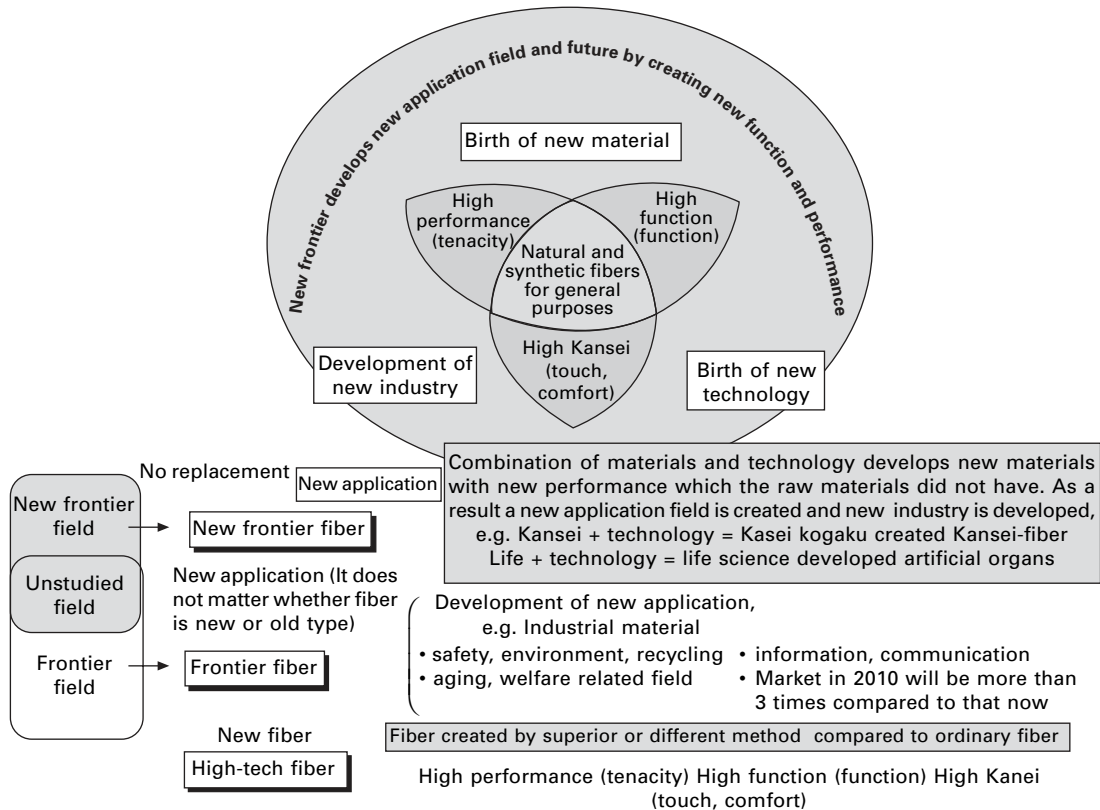 New frontier develops new application field and future by creating new function and performance
Birth of new material
High
performance
(tenacity)
High
function
(function)
Natural and
synthetic fibers
for general
purposes
High Kansei
(touch,
comfort)
Development of
new industry
Birth of new
technology
No replacement
New application
Combination of materials and technology develops new materials
with new performance which the raw materials did not have. As a
result a new application field is created and new industry is developed,
e.g. Kansei + technology = Kasei kogaku created Kansei-fiber
Life + technology = life science developed artificial organs
New frontier
field
New frontier fiber
Unstudied
field
New application (It does
not matter whether fiber
is new or old type)
Frontier
field
Frontier fiber
Development of new application,
e.g. Industrial material
• safety, environment, recycling
• aging, welfare related field
• information, communication
• Market in 2010 will be more than
3 times compared to that now
New fiber
High-tech fiber
Fiber created by superior or different method compared to ordinary fiber
High performance (tenacity) High function (function) High Kanei
(touch, comfort)